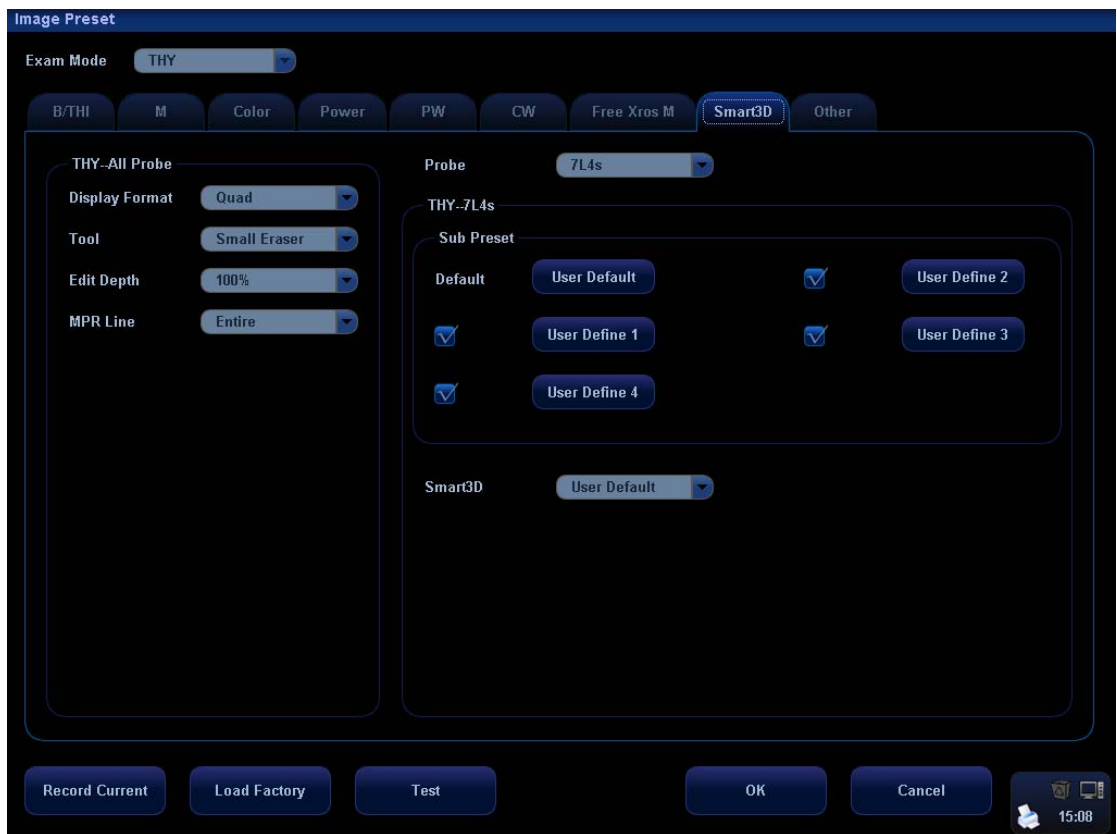 Image Preset
Exam Mode THY
B/THI M Color Power PW CW Free Xros M Smart3D Other
THY--All Probe
Display Format Quad
Tool Small Eraser
Edit Depth 100%
MPR Line Entire
Probe 7L4s
THY--7L4s
Sub Preset
Default User Default User Define 2
User Define 1 User Define 3
User Define 4
Smart3D User Default
Record Current Load Factory Test OK Cancel
15:08